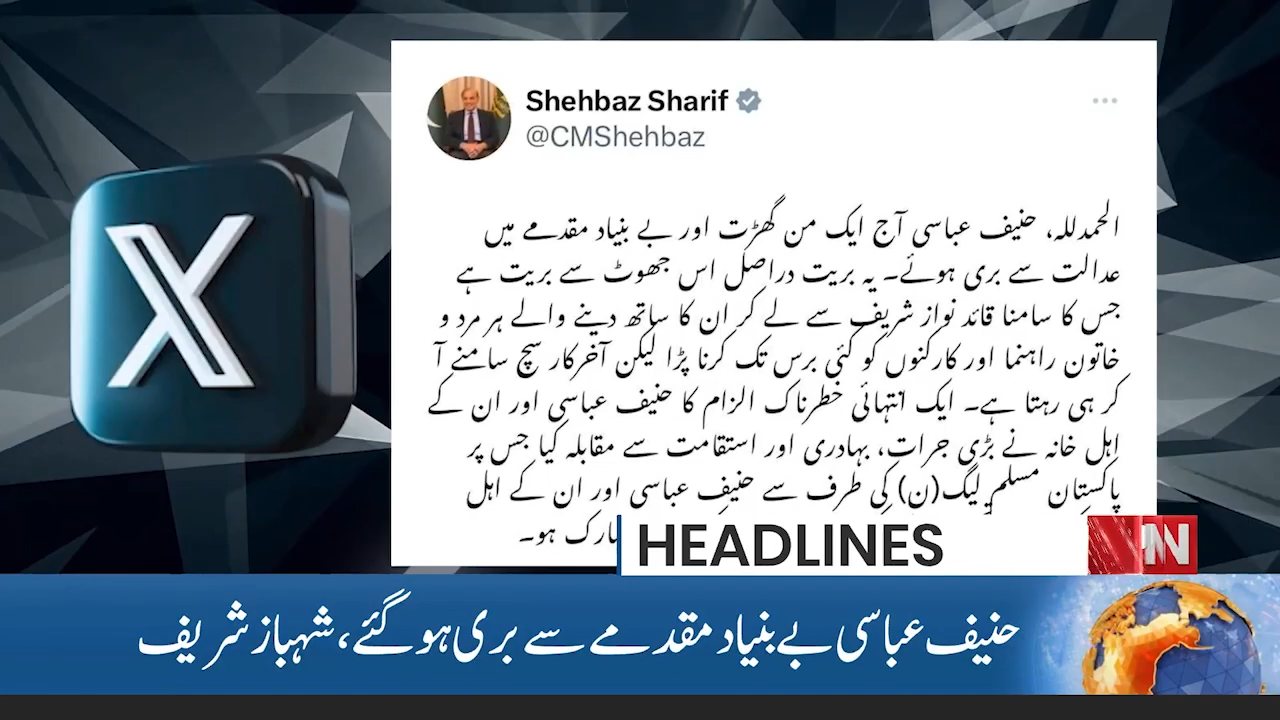 Shehbaz Sharif
@CMShehbaz
الحمدللہ، حنیف عباسی آج ایک من گھڑت اور بے بنیاد مقدمے میں
عدالت سے بری ہوئے۔ یہ بریت دراصل اس جھوٹ سے بریت ہے
جس کا سامنا قائد نواز شریف سے لے کر ان کا ساتھ دینے والے ہر مرد و
خاتون راہنما اور کارکنوں کو کئی برس تک کرنا پڑا لیکن آخرکار سچ سامنے آ
کر ہی رہتا ہے۔ ایک انتہائی خطرناک الزام کا حنیف عباسی اور ان کے
اہل خانہ نے بڑی جرات، بہادری اور استقامت سے مقابلہ کیا جس پر
پاکستان مسلم لیگ(ن) کی طرف سے حنیف عباسی اور ان کے اہل
ہو۔
HEADLINES
حنیف عباسی بے بنیاد مقدمے سے بری ہو گئے، شہباز شریف